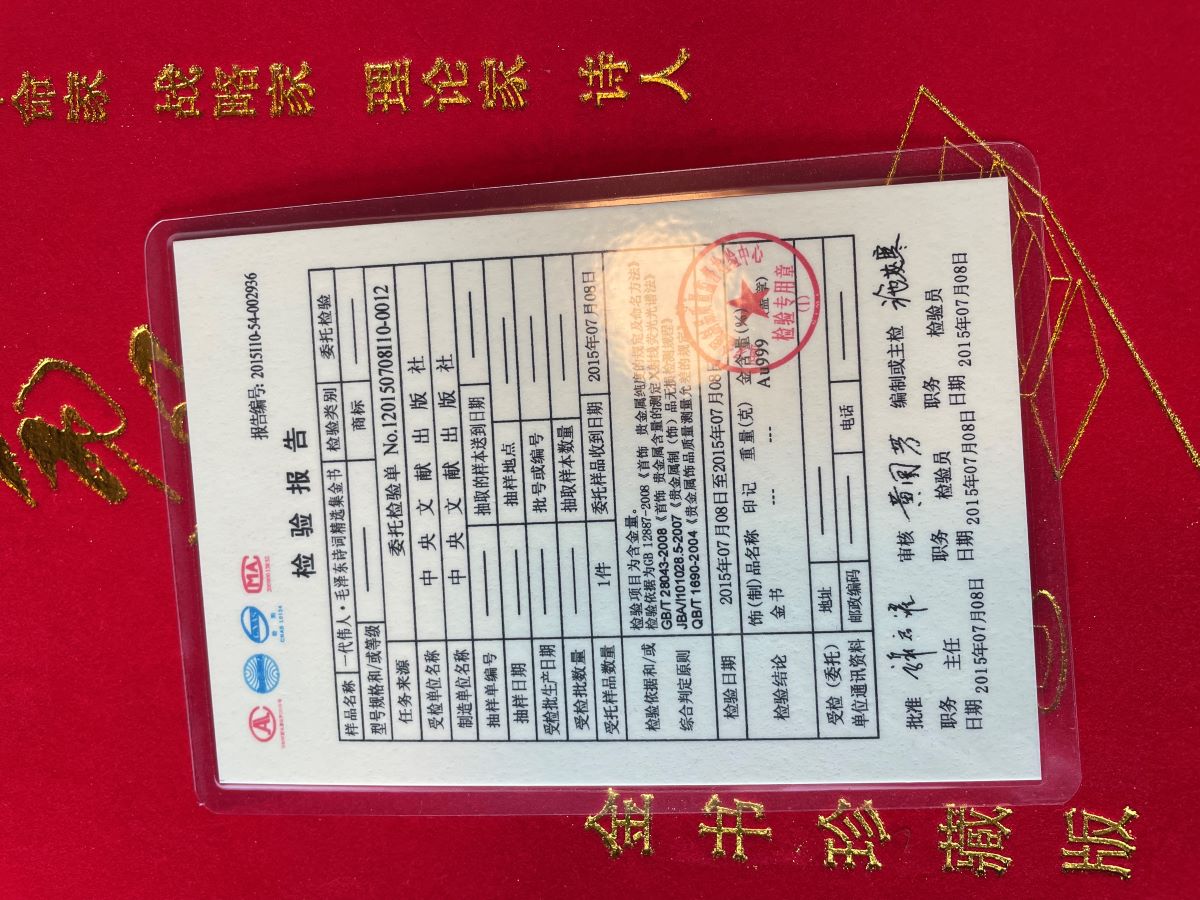 命家 战略家 理论家 诗人
报告编号: 2015110-54-002936
MA
检验报告
样品名称 一代伟人·毛泽东诗词精选集金书 检验类别 委托检验
型号规格和/或等级 —— 商标 ——
任务来源 委托检验单 No.120150708110-0012
受检单位名称 中央文献出版社
制造单位名称 中央文献出版社
抽样单编号 —— 抽取的样本送到日期 ——
抽样日期 —— 抽样地点 ——
受检批生产日期 —— 批号或编号 ——
受检批数量 —— 抽取样本数量 ——
受托样品数量 1件 委托样品收到日期 2015年07月08日
检验依据和/或综合判定原则
检验项目为含金量。
检验依据为GB 12887-2008《首饰 贵金属纯度的规定及命名方法》
GB/T 28043-2008《首饰 贵金属含量的测定X射线荧光光谱法》
JBA/I101028.5-2007《贵金属制(饰)品无损检测规程》
QB/T 1690-2004《贵金属饰品质量测量允差的规定》
检验日期 2015年07月08日至2015年07月08日
检验结论 饰(制)品名称 印记 重量(克) 金含量(%)
金书 --- --- Au999
(盖章)
检验专用章
(1)
受检(委托)单位通讯资料 地址 ——
邮政编码 —— 电话 ——
批准 审核 编制或主检
职务 主任 职务 检验员 职务 检验员
日期 2015年07月08日 日期 2015年07月08日 日期 2015年07月08日
金书珍藏版